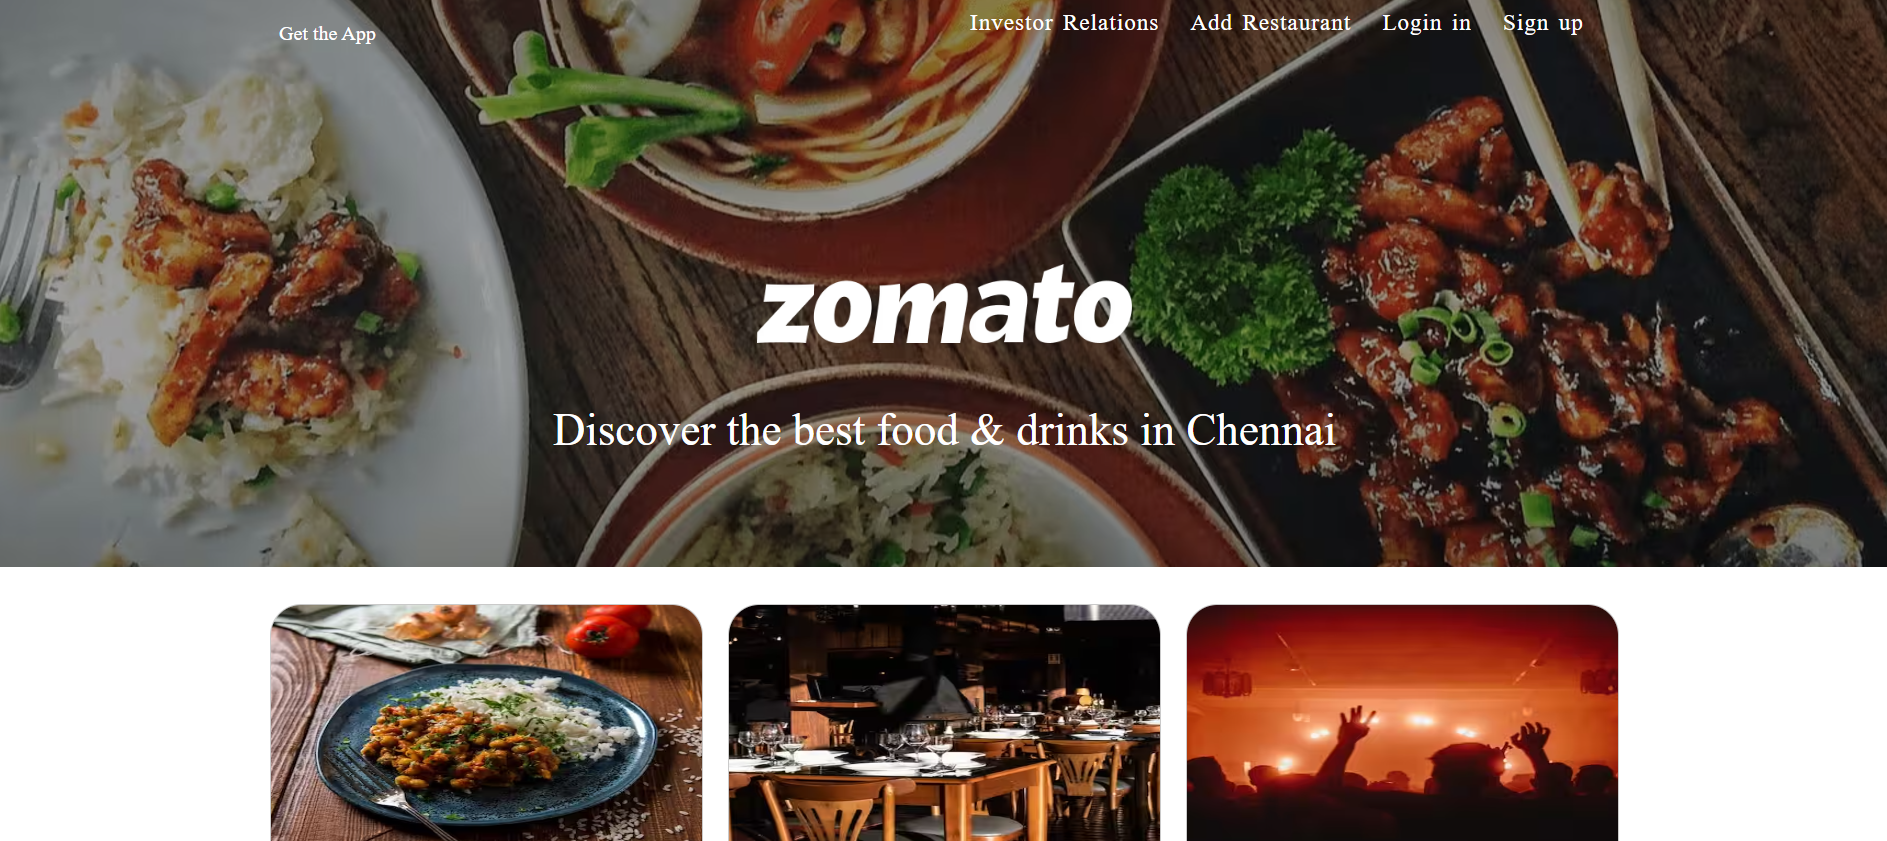 Get the App
Investor Relations Add Restaurant Login in Sign up
zomato
Discover the best food & drinks in Chennai